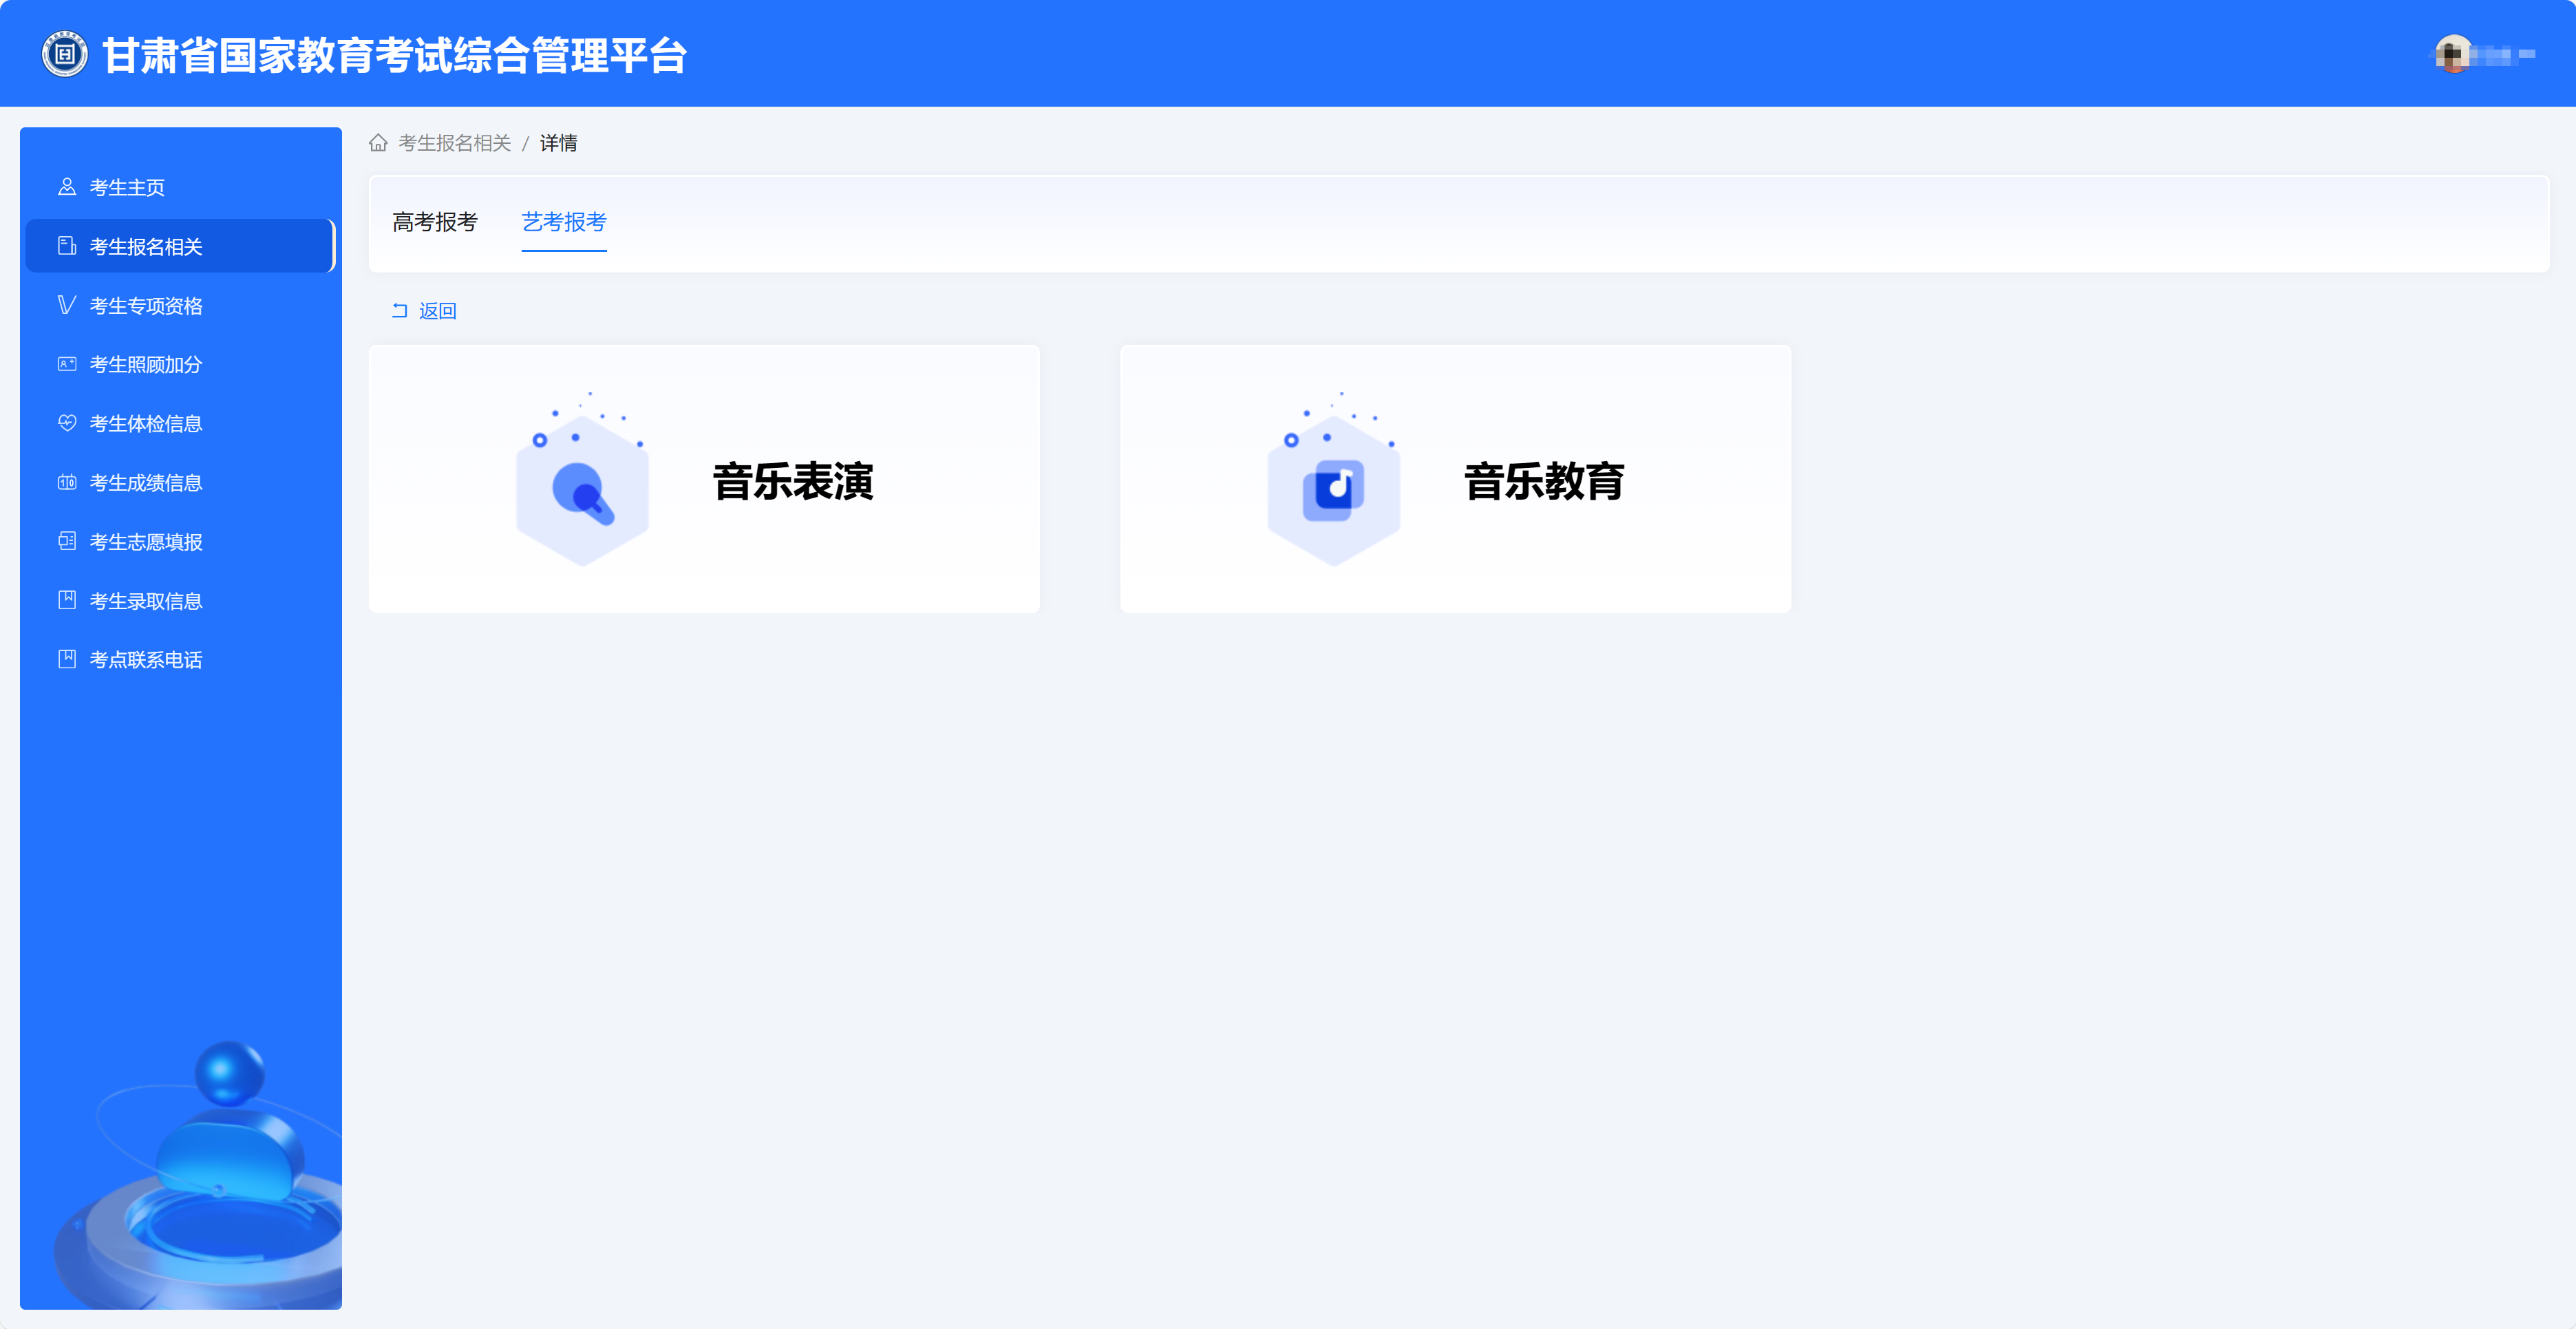 甘肃省国家教育考试综合管理平台
考生报名相关 / 详情
考生主页
考生报名相关
考生专项资格
考生照顾加分
考生体检信息
考生成绩信息
考生志愿填报
考生录取信息
考点联系电话
高考报考 艺考报考
返回
音乐表演
音乐教育